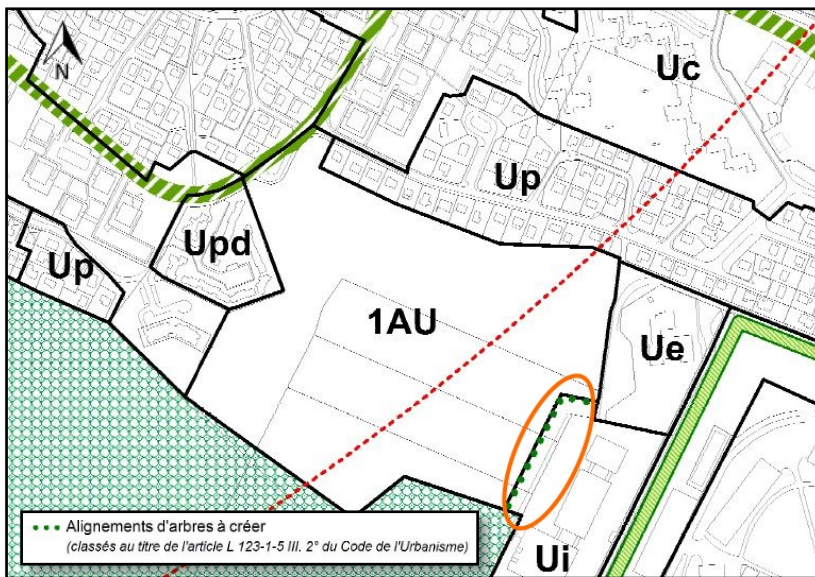 N
Uc
Up
Upd
Up
1AU
Ue
Alignements d'arbres à créer
(classés au titre de l'article L 123-1-5 III. 2° du Code de l'Urbanisme)
Ui